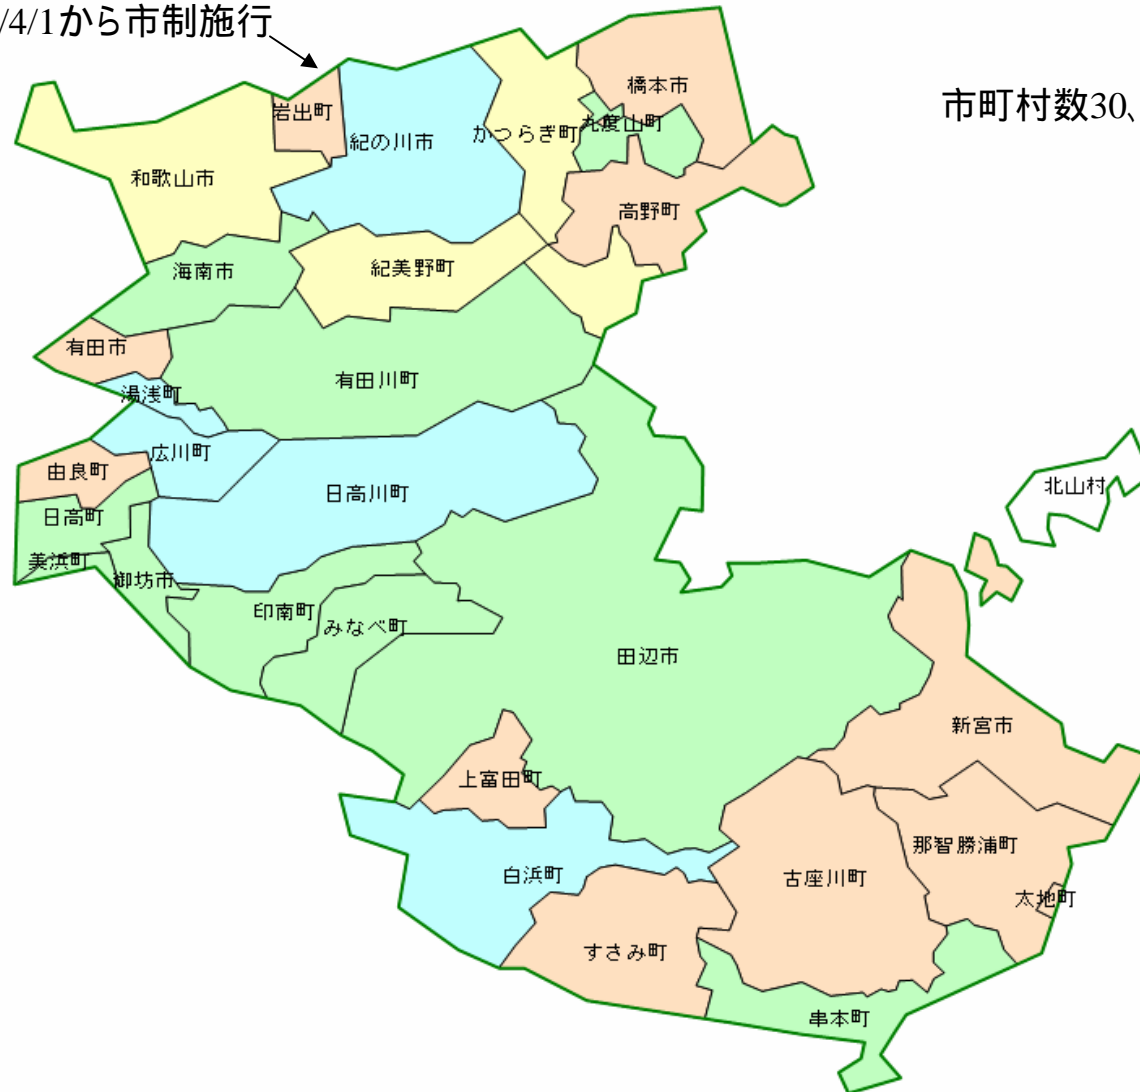 /4/1から市制施行
市町村数30、
橋本市
岩出町
九度山町
かつらぎ町
紀の川市
和歌山市
高野町
紀美野町
海南市
有田市
有田川町
湯浅町
広川町
由良町
北山村
日高川町
日高町
美浜町
御坊市
印南町
みなべ町
田辺市
新宮市
上富田町
那智勝浦町
白浜町
古座川町
太地町
すさみ町
串本町